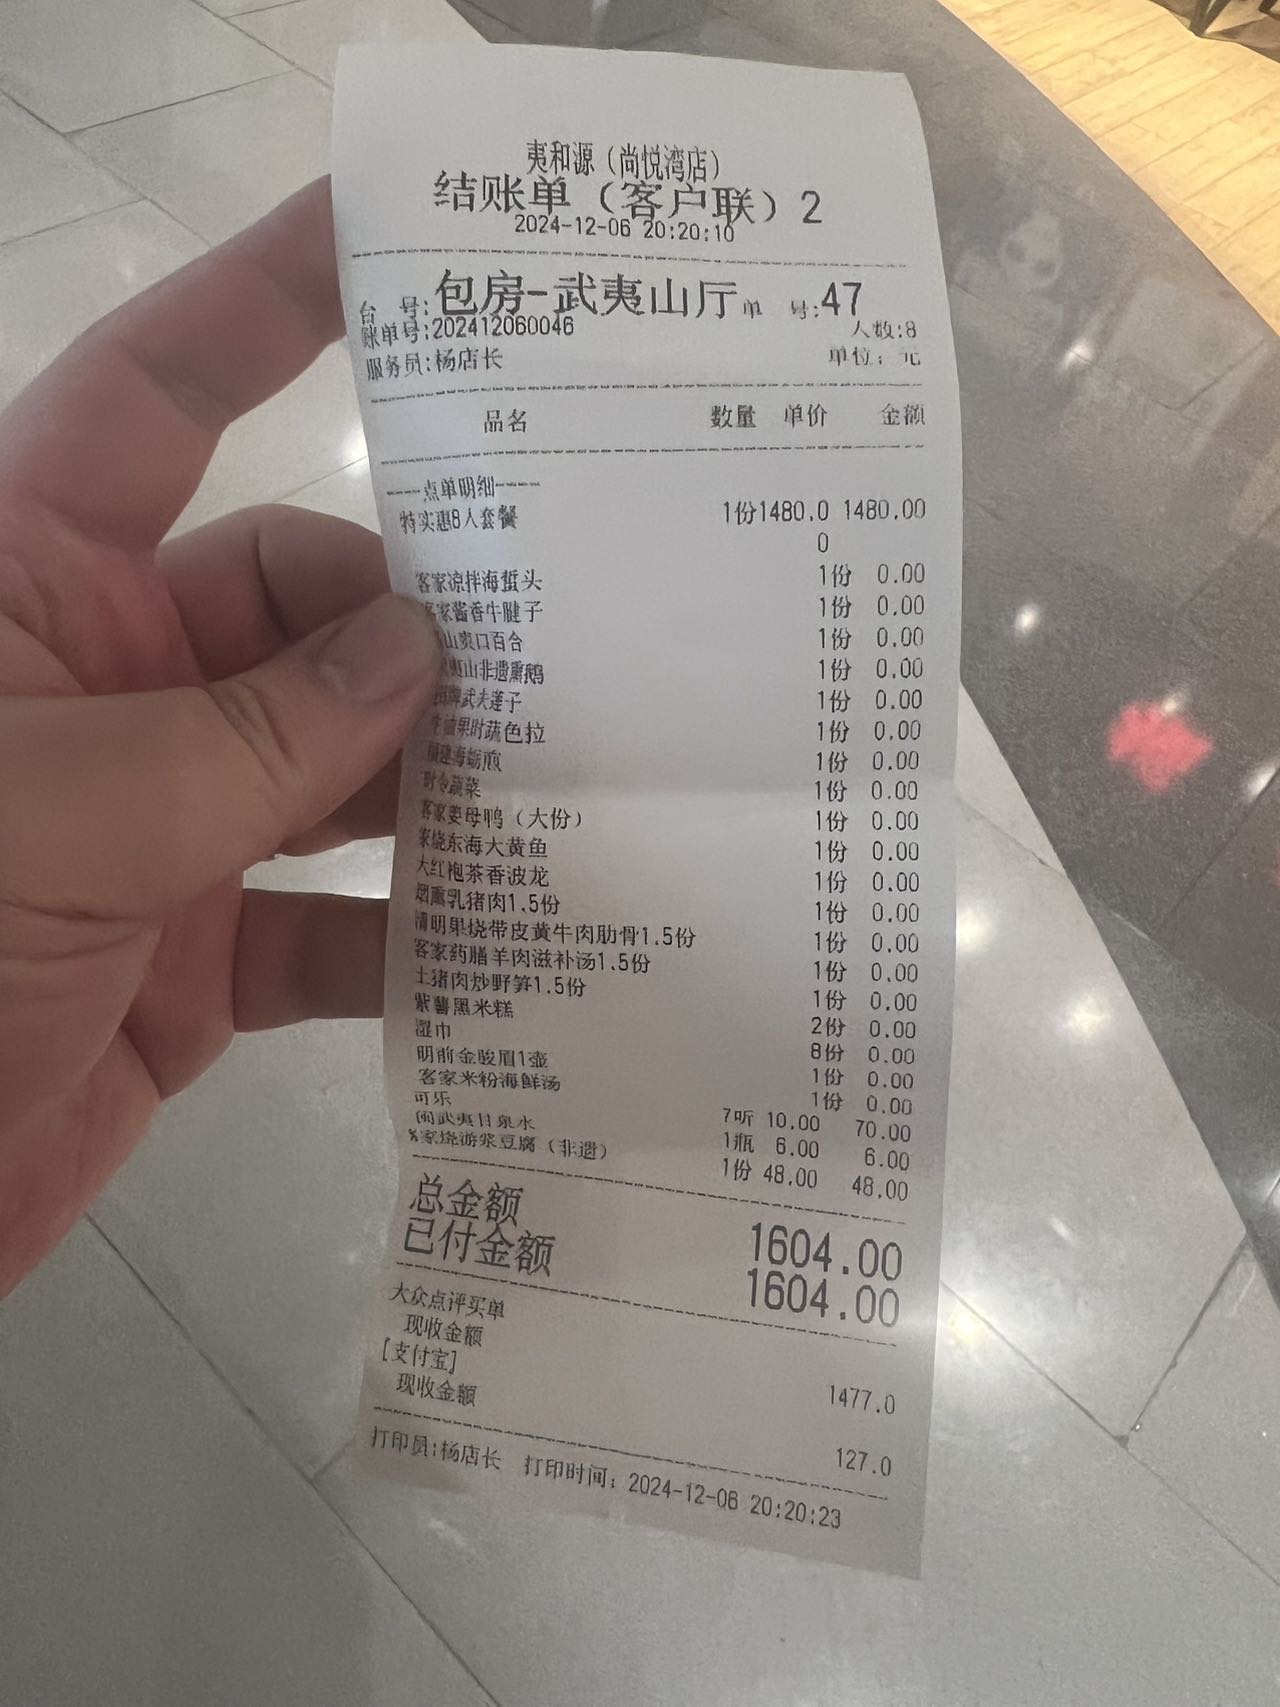 夷和源（尚悦湾店）
结账单（客户联）2
2024-12-06 20:20:10
台 号:包房-武夷山厅 单 号:47
账单号:202412060046 人数:8
服务员:杨店长 单位：元
品名 数量 单价 金额
点单明细
特实惠8人套餐 1份1480.0 1480.00
0
客家凉拌海蜇头 1份 0.00
客家酱香牛腱子 1份 0.00
山爽口百合 1份 0.00
夷山非遗熏鹅 1份 0.00
武夫莲子 1份 0.00
牛油果时蔬色拉 1份 0.00
福建海蛎煎 1份 0.00
时令蔬菜 1份 0.00
客家姜母鸭（大份） 1份 0.00
家烧东海大黄鱼 1份 0.00
大红袍茶香波龙 1份 0.00
烟熏乳猪肉1.5份 1份 0.00
清明果烧带皮黄牛肉肋骨1.5份 1份 0.00
客家药膳羊肉滋补汤1.5份 1份 0.00
土猪肉炒野笋1.5份 1份 0.00
紫薯黑米糕 2份 0.00
湿巾 8份 0.00
明前金骏眉1壶 1份 0.00
客家米粉海鲜汤 1份 0.00
可乐 7听 10.00 70.00
(闽)武夷甘泉水 1瓶 6.00 6.00
%家烧游浆豆腐（非遗） 1份 48.00 48.00
总金额 1604.00
已付金额 1604.00
大众点评买单
现收金额 1477.0
[支付宝]
现收金额 127.0
打印员:杨店长 打印时间：2024-12-06 20:20:23